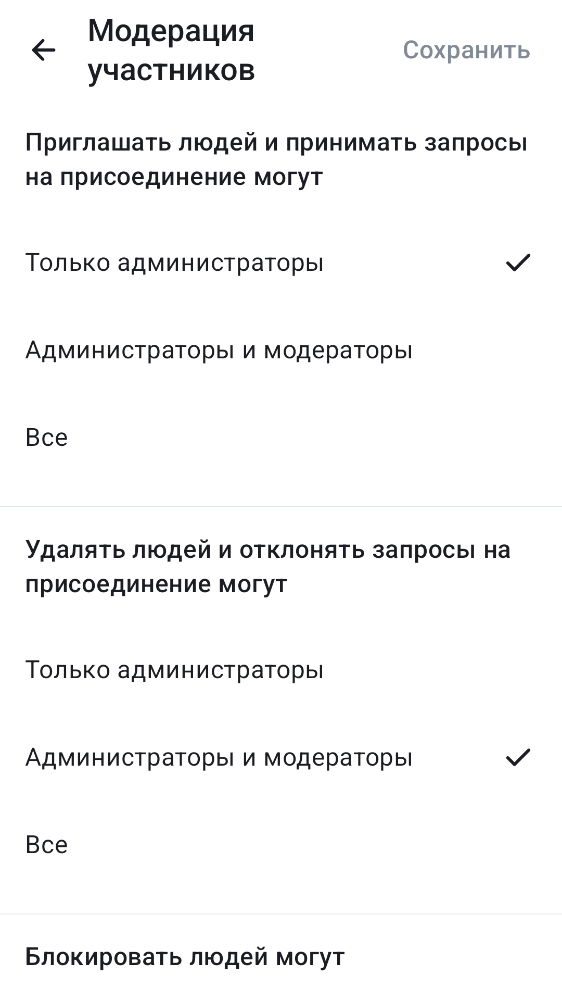 Модерация
участников
Сохранить
Приглашать людей и принимать запросы
на присоединение могут
Только администраторы
Администраторы и модераторы
Все
Удалять людей и отклонять запросы на
присоединение могут
Только администраторы
Администраторы и модераторы
Все
Блокировать людей могут